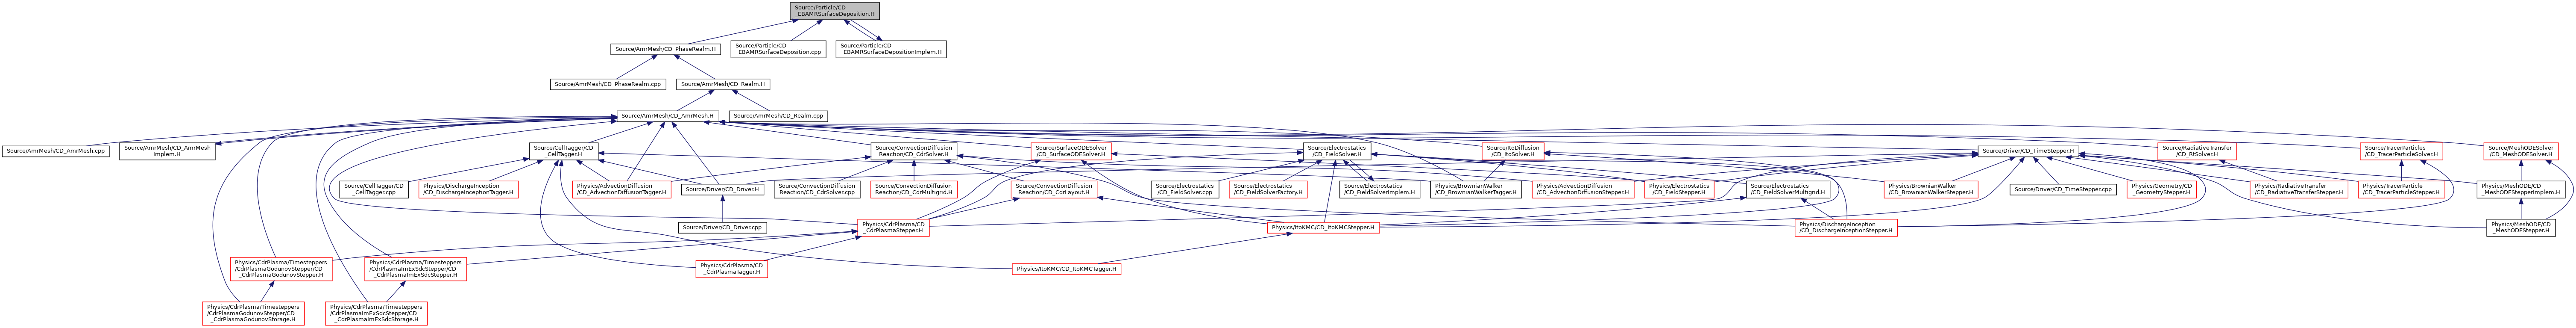 Source/Particle/CD
_EBAMRSurfaceDeposition.H
Source/AmrMesh/CD_PhaseRealm.H
Source/Particle/CD
_EBAMRSurfaceDeposition.cpp
Source/Particle/CD
_EBAMRSurfaceDepositionImplem.H
Source/AmrMesh/CD_PhaseRealm.cpp
Source/AmrMesh/CD_Realm.H
Source/AmrMesh/CD_AmrMesh.H
Source/AmrMesh/CD_Realm.cpp
Source/AmrMesh/CD_AmrMesh.cpp
Source/AmrMesh/CD_AmrMesh
Implem.H
Source/CellTagger/CD
_CellTagger.H
Source/ConvectionDiffusion
Reaction/CD_CdrSolver.H
Source/SurfaceODESolver
/CD_SurfaceODESolver.H
Source/Electrostatics
/CD_FieldSolver.H
Source/ItoDiffusion
/CD_ItoSolver.H
Source/Driver/CD_TimeStepper.H
Source/RadiativeTransfer
/CD_RtSolver.H
Source/TracerParticles
/CD_TracerParticleSolver.H
Source/MeshODESolver
/CD_MeshODESolver.H
Source/CellTagger/CD
_CellTagger.cpp
Physics/DischargeInception
/CD_DischargeInceptionTagger.H
Physics/AdvectionDiffusion
/CD_AdvectionDiffusionTagger.H
Source/Driver/CD_Driver.H
Source/ConvectionDiffusion
Reaction/CD_CdrSolver.cpp
Source/ConvectionDiffusion
Reaction/CD_CdrMultigrid.H
Source/ConvectionDiffusion
Reaction/CD_CdrLayout.H
Source/Electrostatics
/CD_FieldSolver.cpp
Source/Electrostatics
/CD_FieldSolverFactory.H
Source/Electrostatics
/CD_FieldSolverImplem.H
Physics/BrownianWalker
/CD_BrownianWalkerTagger.H
Physics/AdvectionDiffusion
/CD_AdvectionDiffusionStepper.H
Physics/Electrostatics
/CD_FieldStepper.H
Source/Electrostatics
/CD_FieldSolverMultigrid.H
Physics/BrownianWalker
/CD_BrownianWalkerStepper.H
Source/Driver/CD_TimeStepper.cpp
Physics/Geometry/CD
_GeometryStepper.H
Physics/RadiativeTransfer
/CD_RadiativeTransferStepper.H
Physics/TracerParticle
/CD_TracerParticleStepper.H
Physics/MeshODE/CD
_MeshODEStepperImplem.H
Source/Driver/CD_Driver.cpp
Physics/CdrPlasma/CD
_CdrPlasmaStepper.H
Physics/ItoKMC/CD_ItoKMCStepper.H
Physics/DischargeInception
/CD_DischargeInceptionStepper.H
Physics/MeshODE/CD
_MeshODEStepper.H
Physics/CdrPlasma/Timesteppers
/CdrPlasmaGodunovStepper/CD
_CdrPlasmaGodunovStepper.H
Physics/CdrPlasma/Timesteppers
/CdrPlasmaImExSdcStepper/CD
_CdrPlasmaImExSdcStepper.H
Physics/CdrPlasma/CD
_CdrPlasmaTagger.H
Physics/ItoKMC/CD_ItoKMCTagger.H
Physics/CdrPlasma/Timesteppers
/CdrPlasmaGodunovStepper/CD
_CdrPlasmaGodunovStorage.H
Physics/CdrPlasma/Timesteppers
/CdrPlasmaImExSdcStepper/CD
_CdrPlasmaImExSdcStorage.H